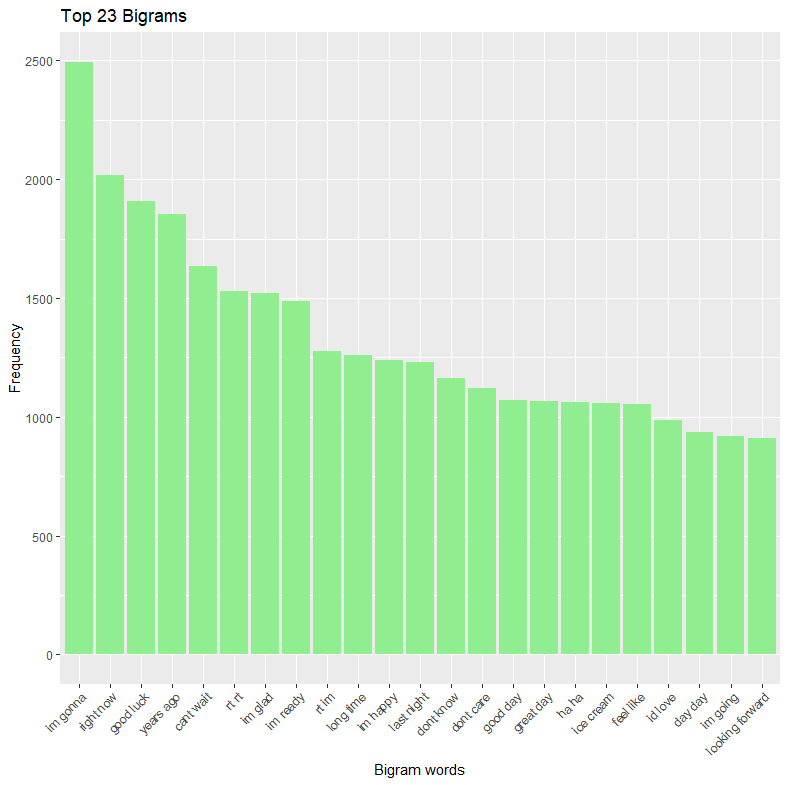 Top 23 Bigrams
2500
2000
1500
1000
500
0
Frequency
im gonna
right now
good luck
years ago
cant wait
rt rt
im glad
im ready
rt im
long time
im happy
last night
dont know
dont care
good day
great day
ha ha
ice cream
feel like
id love
day day
im going
looking forward
Bigram words